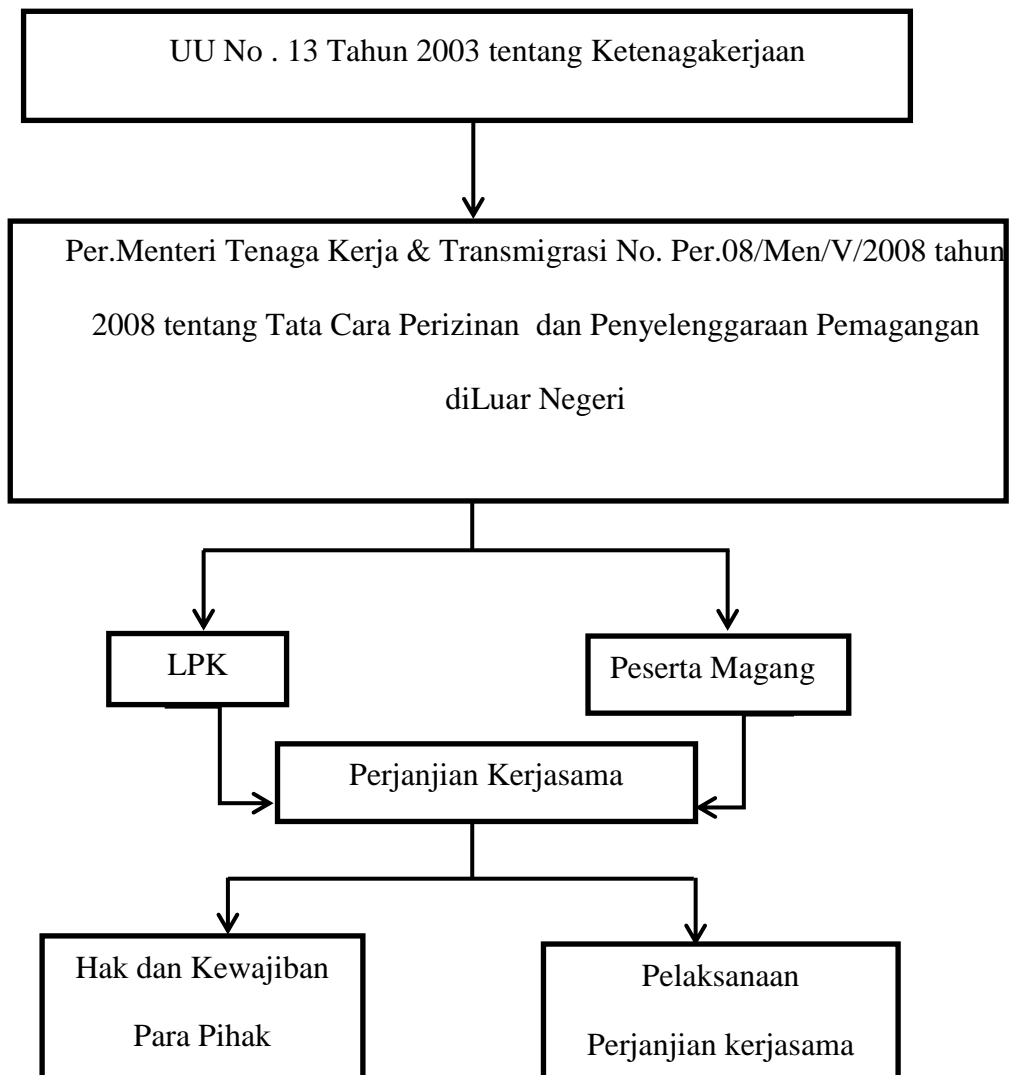 UU No . 13 Tahun 2003 tentang Ketenagakerjaan
Per.Menteri Tenaga Kerja & Transmigrasi No. Per.08/Men/V/2008 tahun
2008 tentang Tata Cara Perizinan dan Penyelenggaraan Pemagangan
diLuar Negeri
LPK
Peserta Magang
Perjanjian Kerjasama
Hak dan Kewajiban
Para Pihak
Pelaksanaan
Perjanjian kerjasama